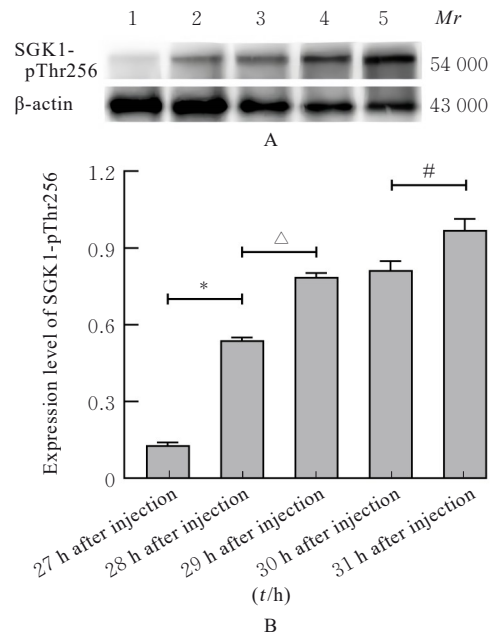 1 2 3 4 5 Mr
SGK1-
pThr256
54 000
β-actin
43 000
A
Expression level of SGK1-pThr256
1.2
0.9
0.6
0.3
0
*
△
#
27 h after injection
28 h after injection
29 h after injection
30 h after injection
31 h after injection
(t/h)
B